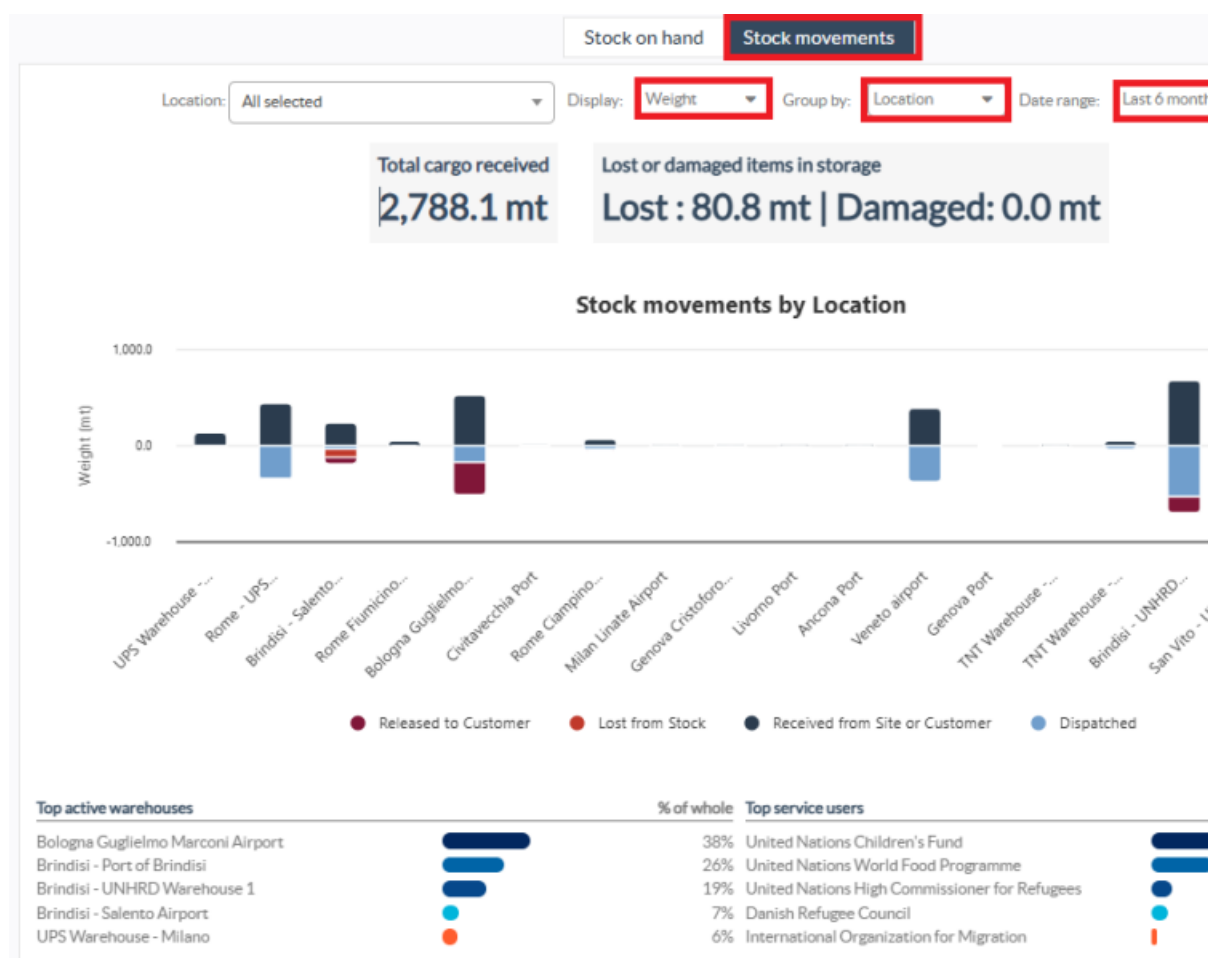 Stock on hand Stock movements
Location: All selected Display: Weight Group by: Location Date range: Last 6 month
Total cargo received Lost or damaged items in storage
2,788.1 mt Lost : 80.8 mt | Damaged: 0.0 mt
Stock movements by Location
1,000.0
Weight (mt)
0.0
-1,000.0
UPS Warehouse -...
Rome - UPS...
Brindisi - Salento...
Rome Fiumicino...
Bologna Guglielmo...
Civitavecchia Port
Rome Ciampino...
Milan Linate Airport
Genova Cristoforo...
Livorno Port
Ancona Port
Veneto airport
Genova Port
TNT Warehouse -...
TNT Warehouse -...
Brindisi - UNHRD...
San Vito - U
Released to Customer Lost from Stock Received from Site or Customer Dispatched
Top active warehouses % of whole Top service users
Bologna Guglielmo Marconi Airport 38% United Nations Children's Fund
Brindisi - Port of Brindisi 26% United Nations World Food Programme
Brindisi - UNHRD Warehouse 1 19% United Nations High Commissioner for Refugees
Brindisi - Salento Airport 7% Danish Refugee Council
UPS Warehouse - Milano 6% International Organization for Migration